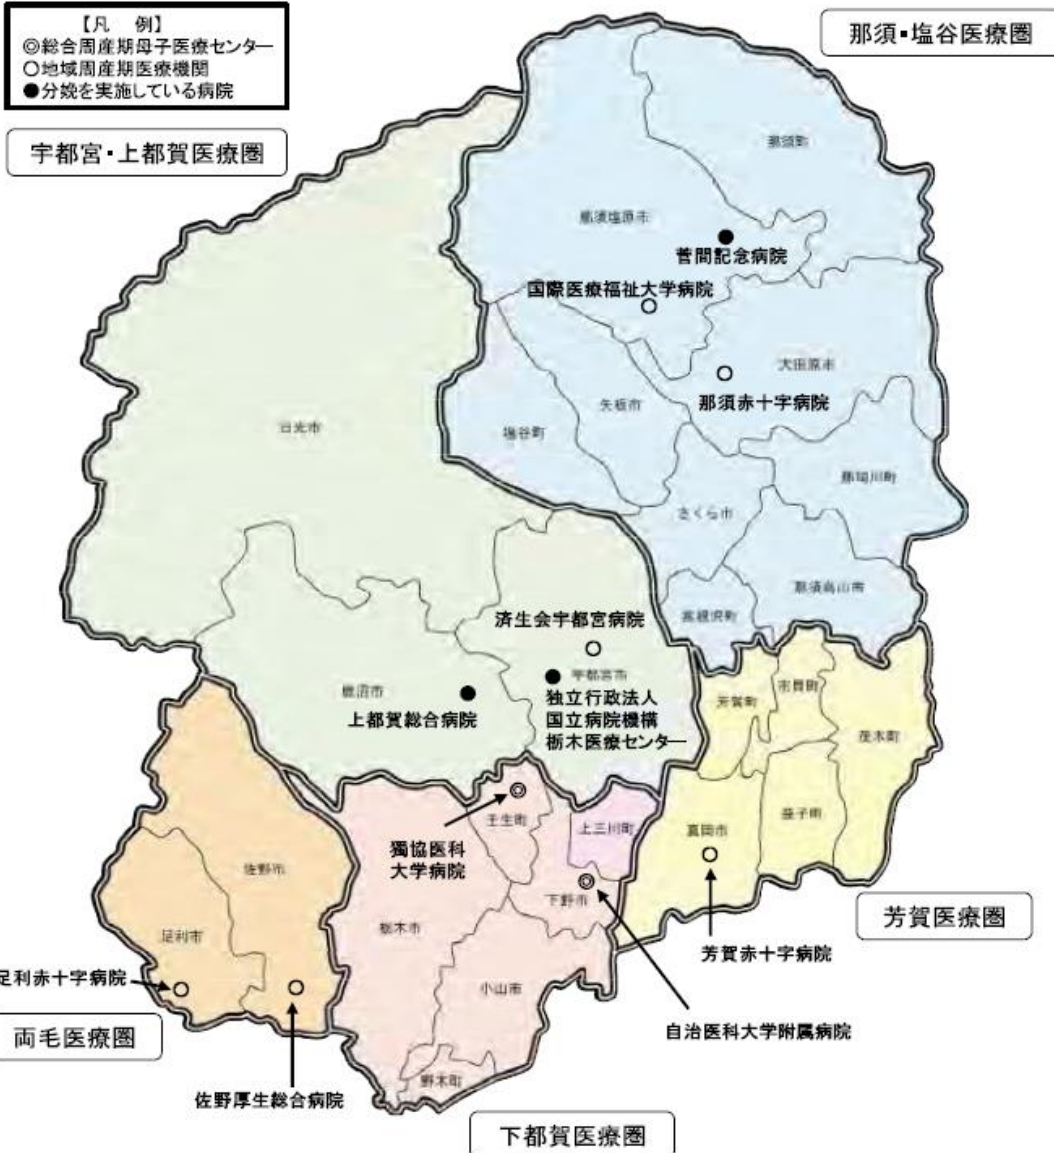 【凡　例】
◎総合周産期母子医療センター
○地域周産期医療機関
●分娩を実施している病院
那須・塩谷医療圏
宇都宮・上都賀医療圏
那須町
那須塩原市
菅間記念病院
国際医療福祉大学病院
大田原市
那須赤十字病院
矢板市
塩谷町
日光市
那珂川町
さくら市
那須烏山市
高根沢町
済生会宇都宮病院
宇都宮市
鹿沼市
上都賀総合病院
独立行政法人
国立病院機構
栃木医療センター
市貝町
芳賀町
茂木町
壬生町
上三川町
益子町
真岡市
獨協医科
大学病院
佐野市
下野市
芳賀医療圏
栃木市
足利市
芳賀赤十字病院
足利赤十字病院
小山市
自治医科大学附属病院
両毛医療圏
野木町
佐野厚生総合病院
下都賀医療圏